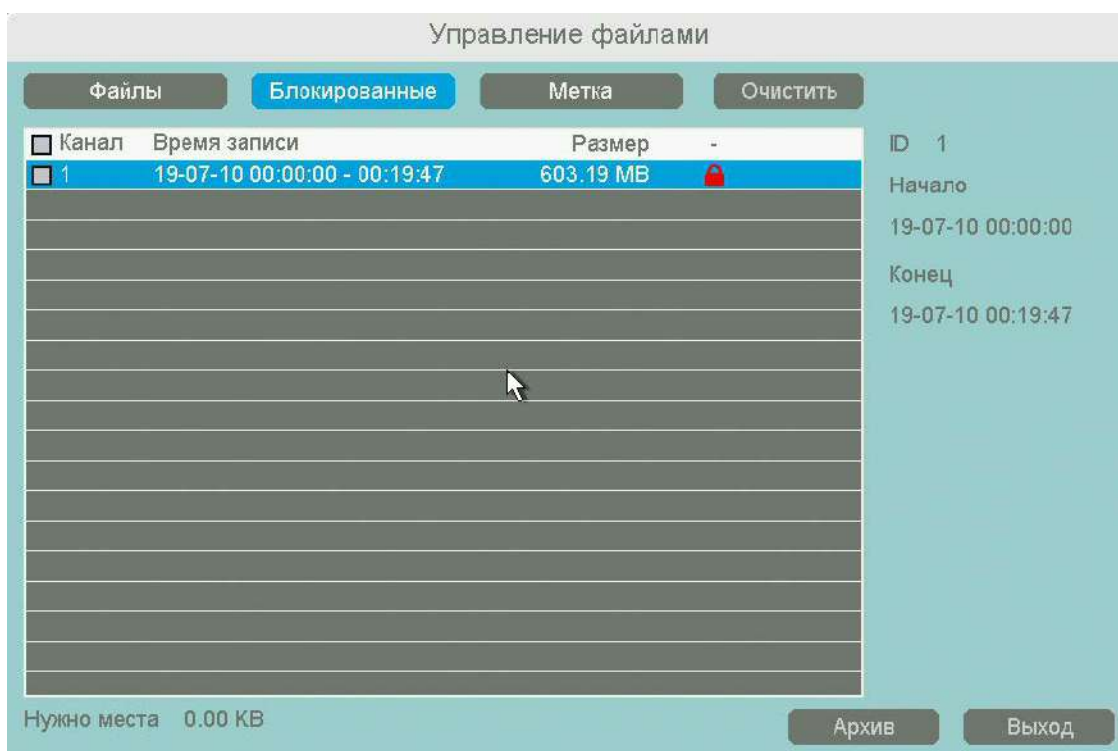 Управление файлами
Файлы Блокированные Метка Очистить
Канал Время записи Размер -
1 19-07-10 00:00:00 - 00:19:47 603.19 MB
ID 1
Начало
19-07-10 00:00:00
Конец
19-07-10 00:19:47
Нужно места 0.00 KB
Архив Выход